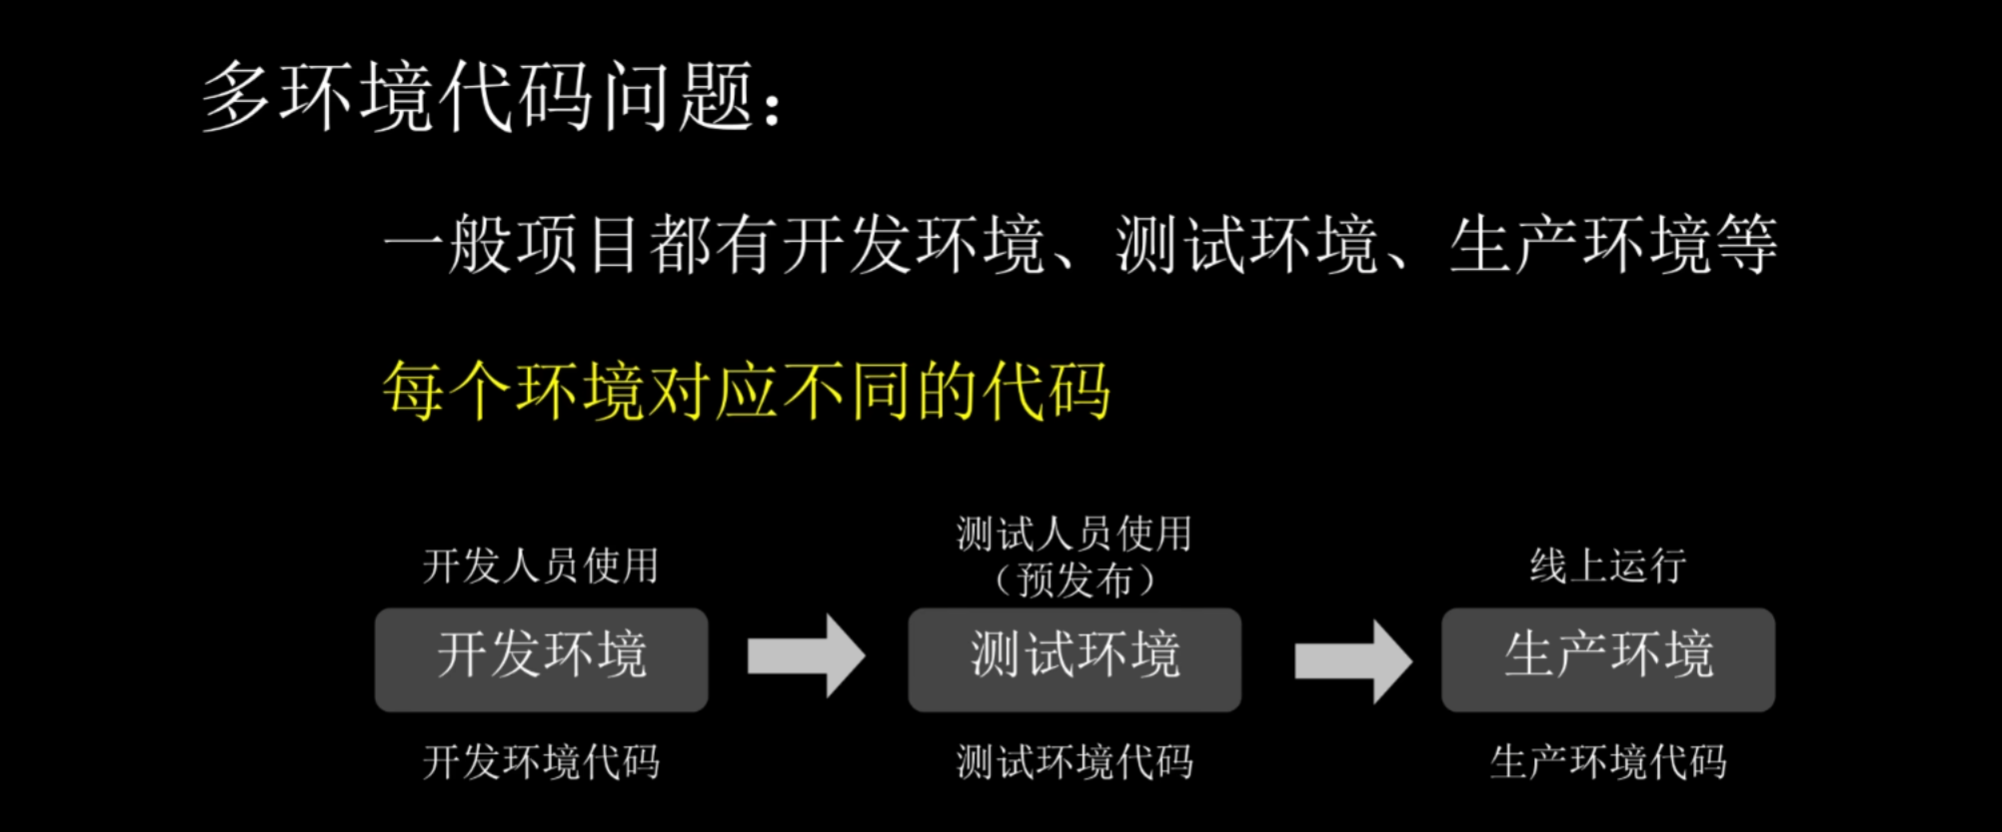 多环境代码问题：
一般项目都有开发环境、测试环境、生产环境等
每个环境对应不同的代码
开发人员使用
测试人员使用
（预发布）
线上运行
开发环境
测试环境
生产环境
开发环境代码
测试环境代码
生产环境代码